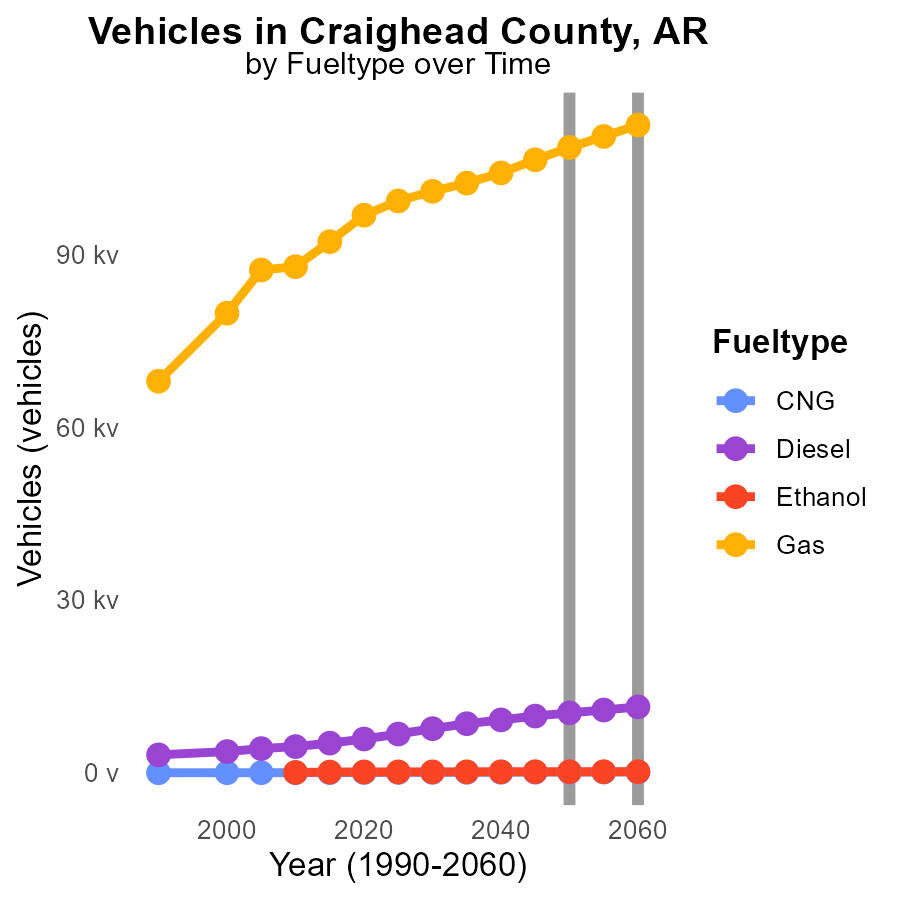 Vehicles in Craighead County, AR
by Fueltype over Time
Vehicles (vehicles)
90 kv
60 kv
30 kv
0 v
2000
2020
2040
2060
Year (1990-2060)
Fueltype
CNG
Diesel
Ethanol
Gas